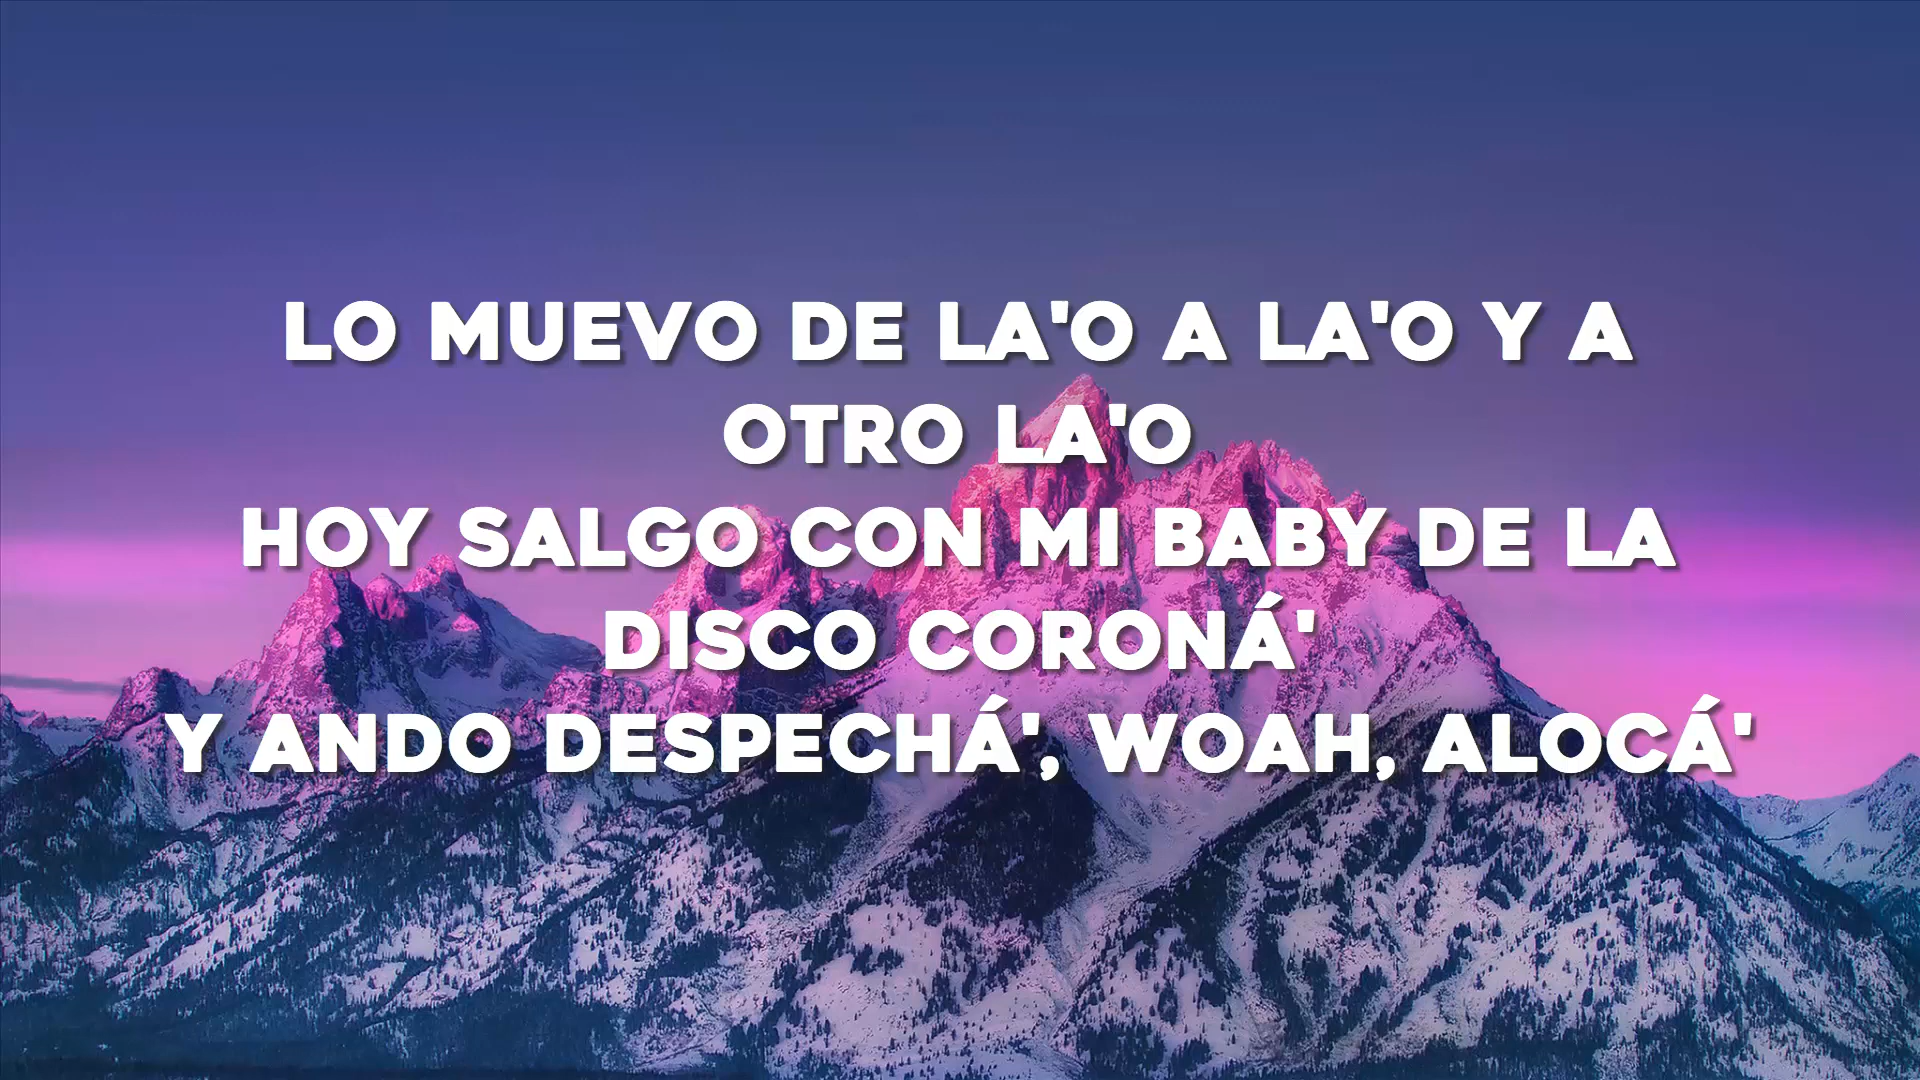 LO MUEVO DE LA'O A LA'O Y A
OTRO LA'O
HOY SALGO CON MI BABY DE LA
DISCO CORONÁ'
Y ANDO DESPECHÁ', WOAH, ALOCÁ'